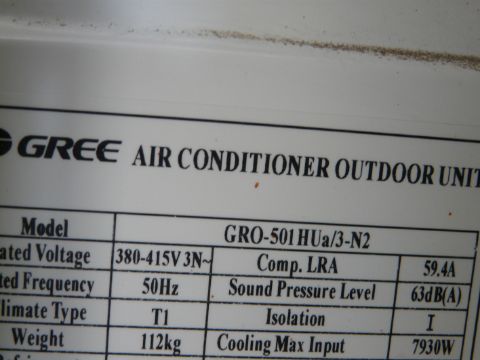 GREE AIR CONDITIONER OUTDOOR UNIT
Model GRO-501HUa/3-N2
ated Voltage 380-415V 3N~ Comp. LRA 59.4A
ted Frequency 50Hz Sound Pressure Level 63dB(A)
limate Type T1 Isolation I
Weight 112kg Cooling Max Input 7930W